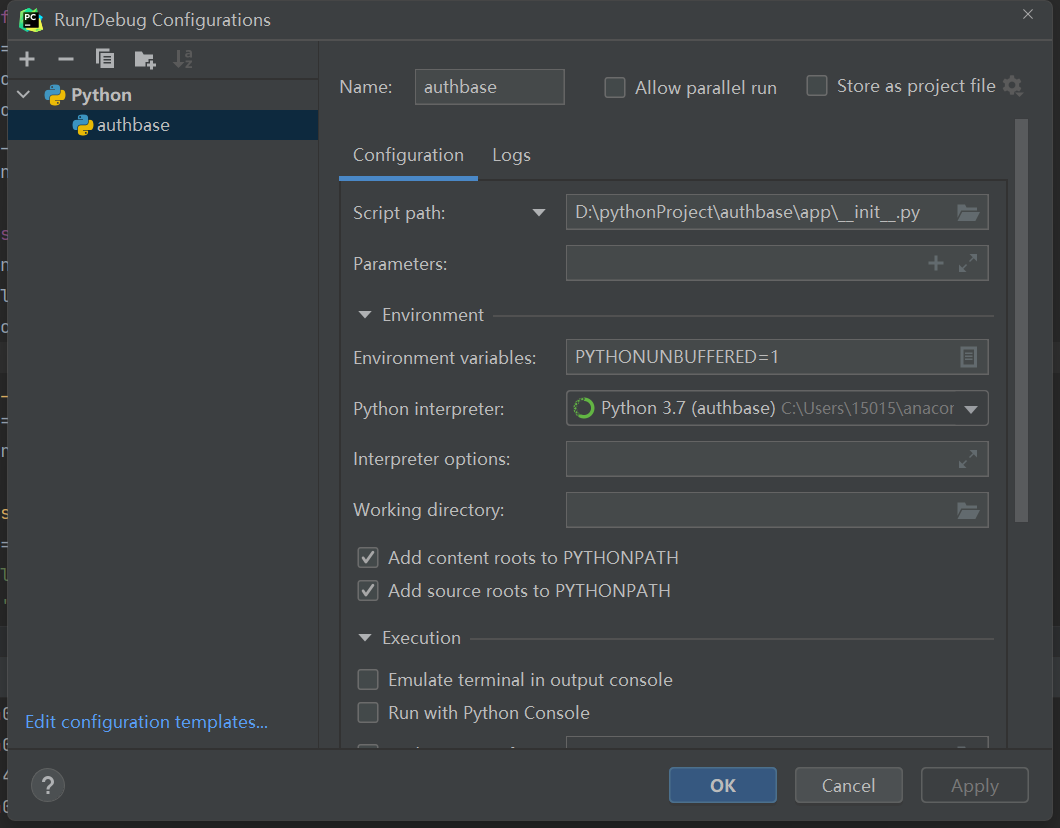 Run/Debug Configurations
Python
authbase
Edit configuration templates...
Name: authbase Allow parallel run Store as project file
Configuration Logs
Script path: D:\pythonProject\authbase\app\__init__.py
Parameters:
Environment
Environment variables: PYTHONUNBUFFERED=1
Python interpreter: Python 3.7 (authbase) C:\Users\15015\anacor
Interpreter options:
Working directory:
Add content roots to PYTHONPATH
Add source roots to PYTHONPATH
Execution
Emulate terminal in output console
Run with Python Console
? OK Cancel Apply